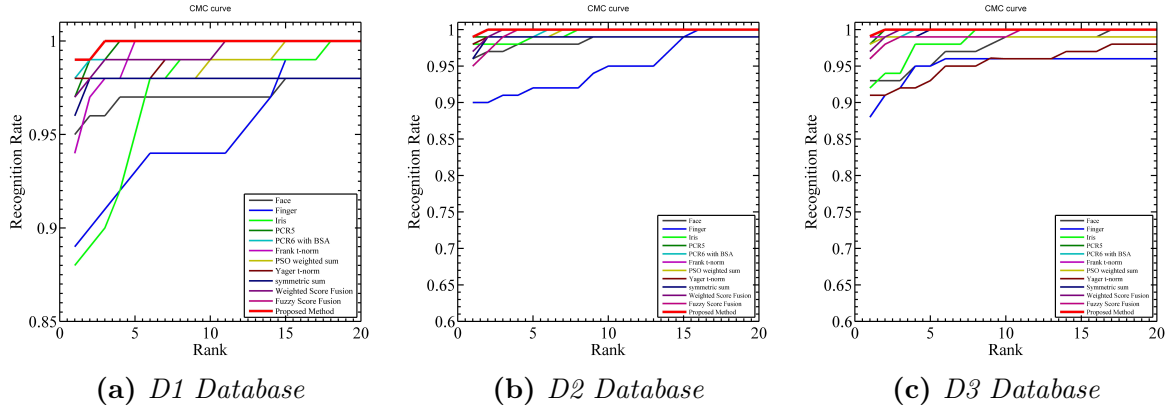 CMC curve
1
0.95
0.9
0.85
0
5
10
15
20
Recognition Rate
Rank
Face
Finger
Iris
PCR5
PCR6 with BSA
Frank t-norm
PSO weighted sum
Yager t-norm
symmetric sum
Weighted Score Fusion
Fuzzy Score Fusion
Proposed Method
(a) D1 Database
CMC curve
1
0.95
0.9
0.85
0.8
0.75
0.7
0.65
0.6
0
5
10
15
20
Recognition Rate
Rank
Face
Finger
Iris
PCR5
PCR6 with BSA
Frank t-norm
PSO weighted sum
Yager t-norm
symmetric sum
Weighted Score Fusion
Fuzzy Score Fusion
Proposed Method
(b) D2 Database
CMC curve
1
0.95
0.9
0.85
0.8
0.75
0.7
0.65
0.6
0
5
10
15
20
Recognition Rate
Rank
Face
Finger
Iris
PCR5
PCR6 with BSA
Frank t-norm
PSO weighted sum
Yager t-norm
Symmetric sum
Weighted Score Fusion
Fuzzy Score Fusion
Proposed Method
(c) D3 Database